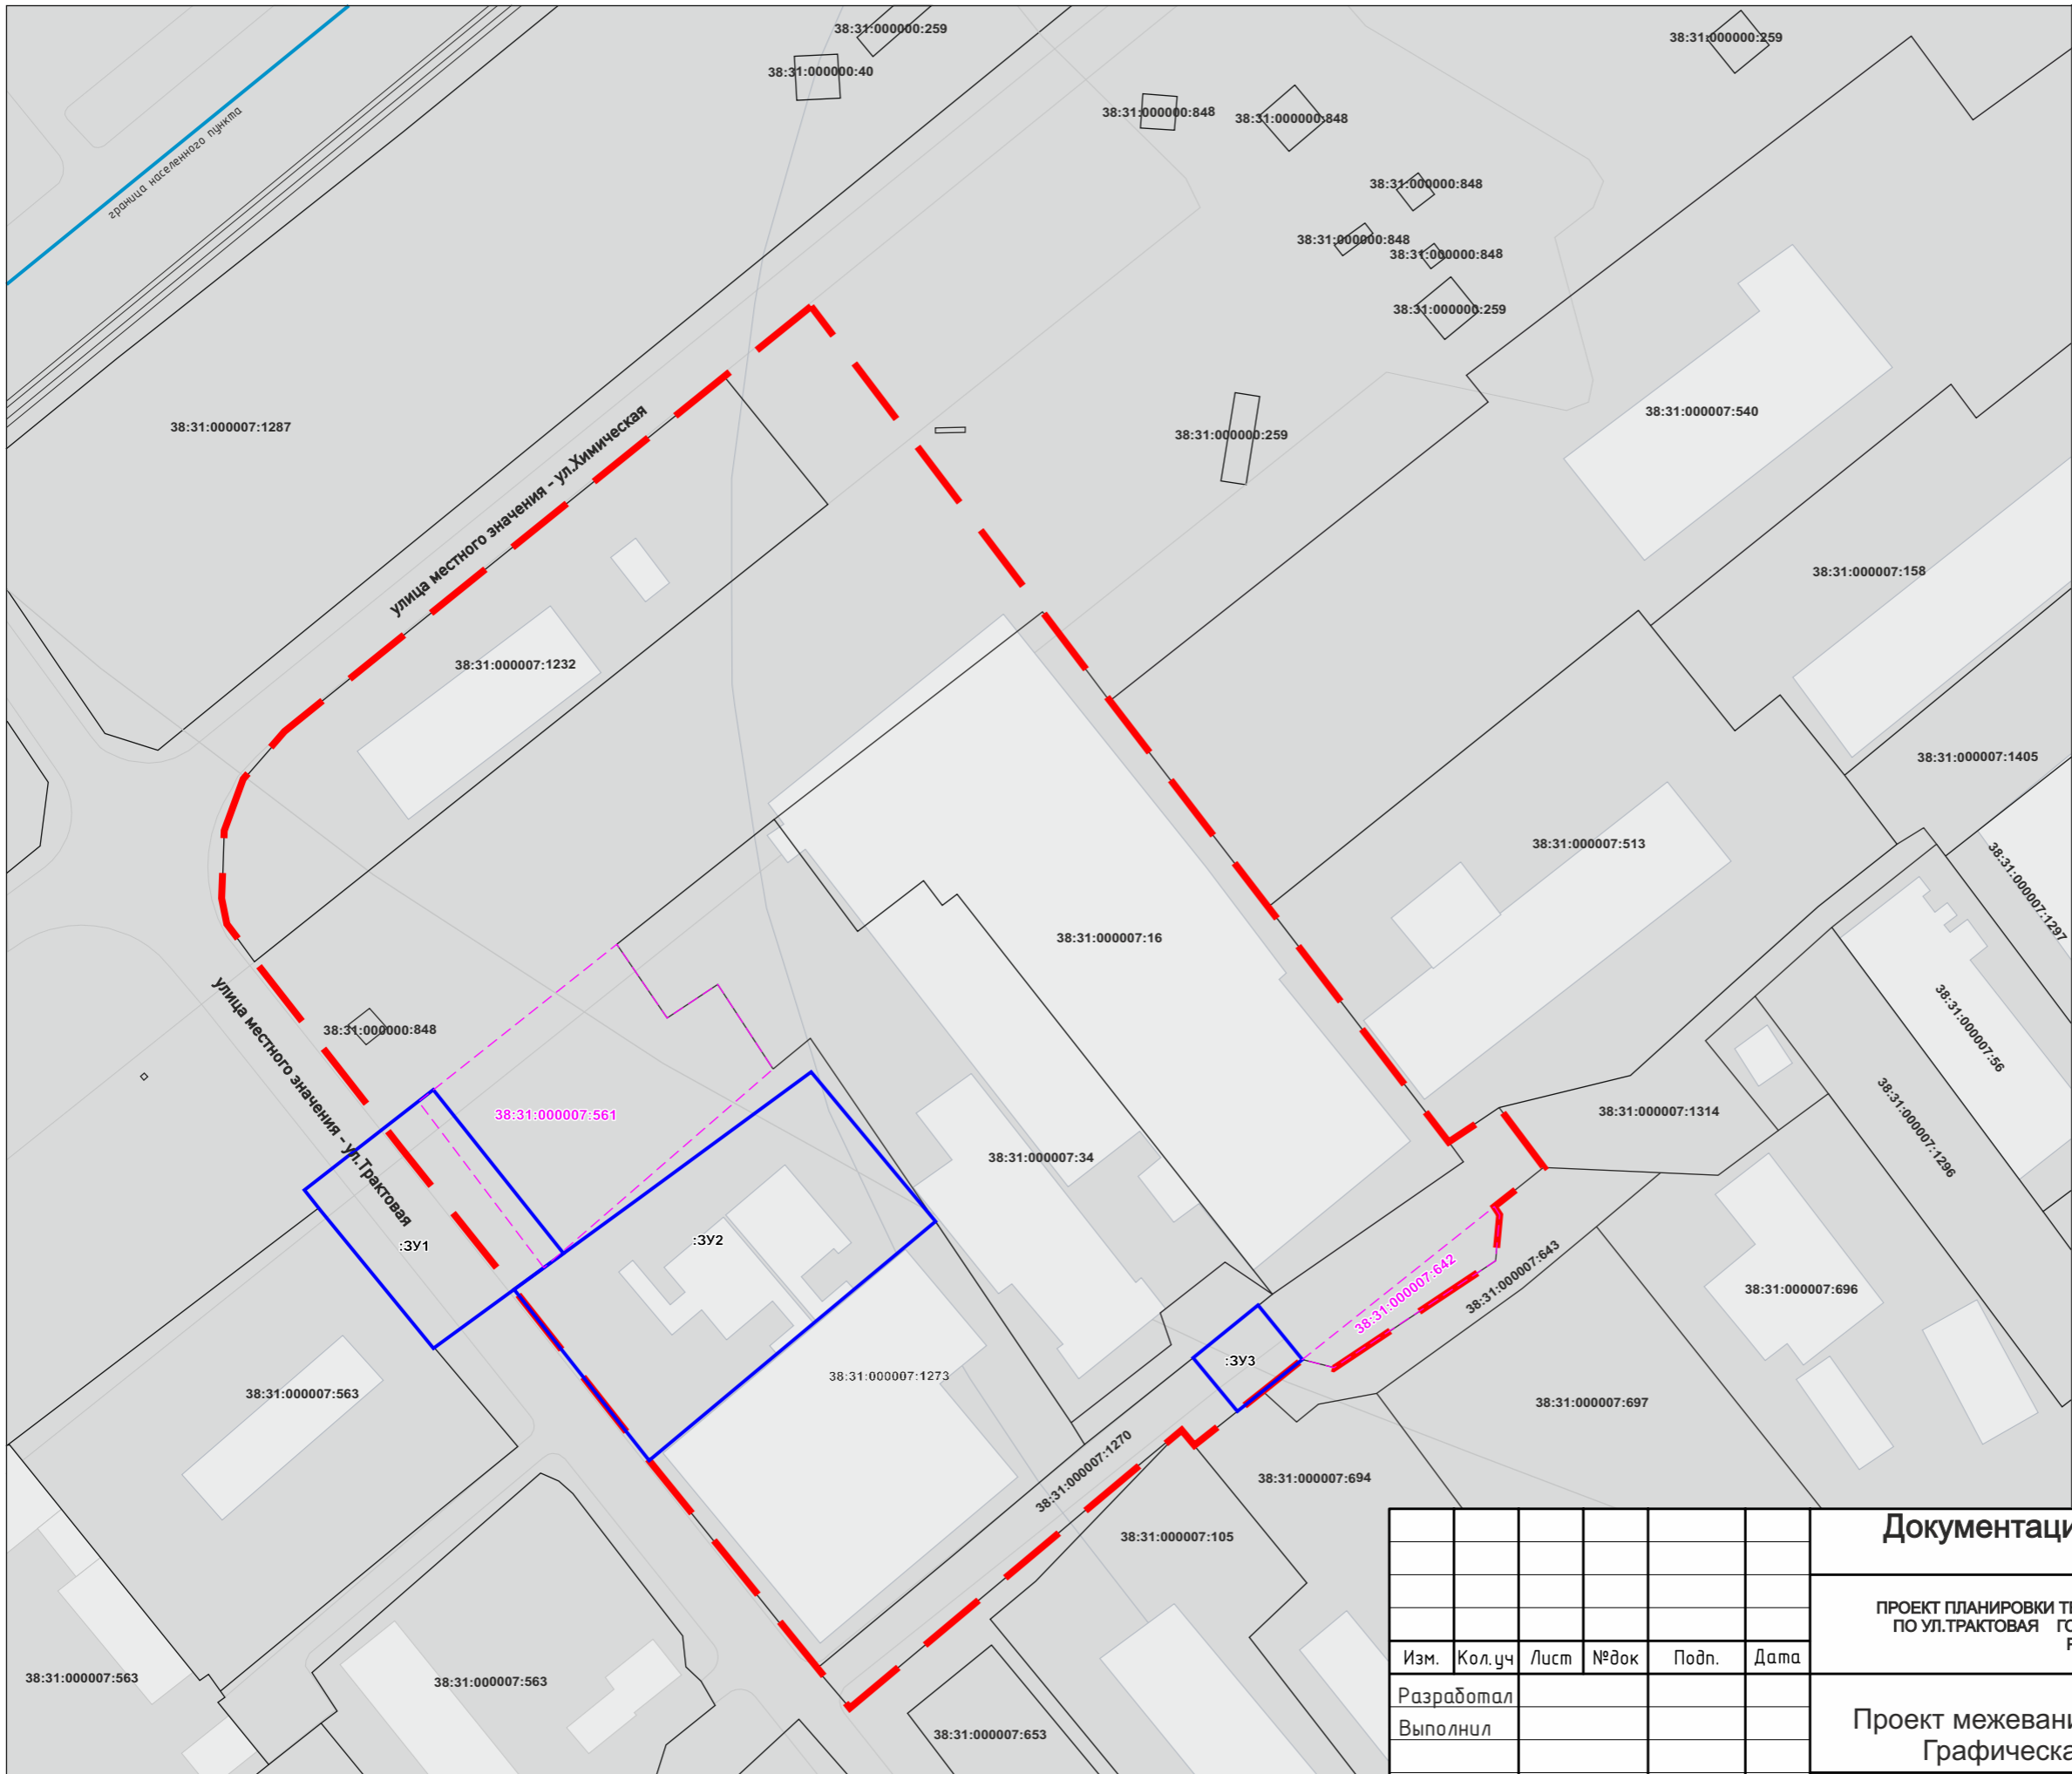 38:31:000000:259
38:31:000000:259
38:31:000000:40
граница населенного пункта
38:31:000000:848
38:31:000000:848
38:31:000000:848
38:31:000000:848
38:31:000000:848
38:31:000000:259
38:31:000007:1287
улица местного значения - ул.Химическая
38:31:000000:259
38:31:000007:540
38:31:000007:158
38:31:000007:1232
38:31:000007:1405
38:31:000007:513
38:31:000007:1297
38:31:000007:16
38:31:000000:848
улица местного значения - ул.Трактовая
38:31:000007:56
38:31:000007:561
38:31:000007:1314
38:31:000007:1296
38:31:000007:34
:ЗУ1
:ЗУ2
38:31:000007:642
38:31:000007:643
38:31:000007:696
:ЗУ3
38:31:000007:1273
38:31:000007:563
38:31:000007:697
38:31:000007:1270
38:31:000007:694
38:31:000007:105
38:31:000007:563
38:31:000007:563
38:31:000007:653
Документаци
ПРОЕКТ ПЛАНИРОВКИ
ПО УЛ.ТРАКТОВАЯ
Изм. Кол.уч Лист №док Подп. Дата
Разработал
Выполнил
Проект межевани
Графическа